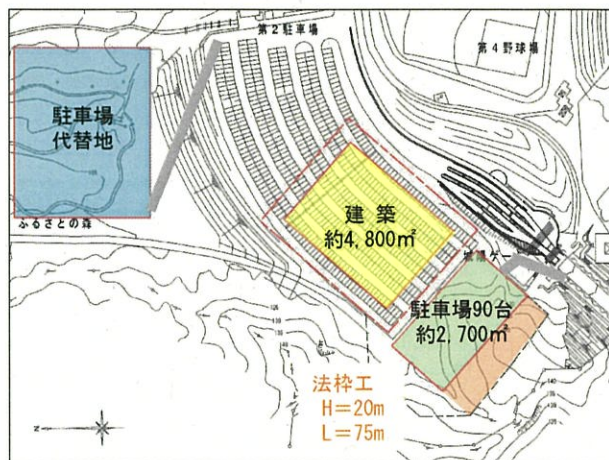 第2駐車場
第4野球場
駐車場
代替地
ふるさとの森
建築
約4,800㎡
駐車場90台
約2,700㎡
法枠工
H=20m
L=75m
N